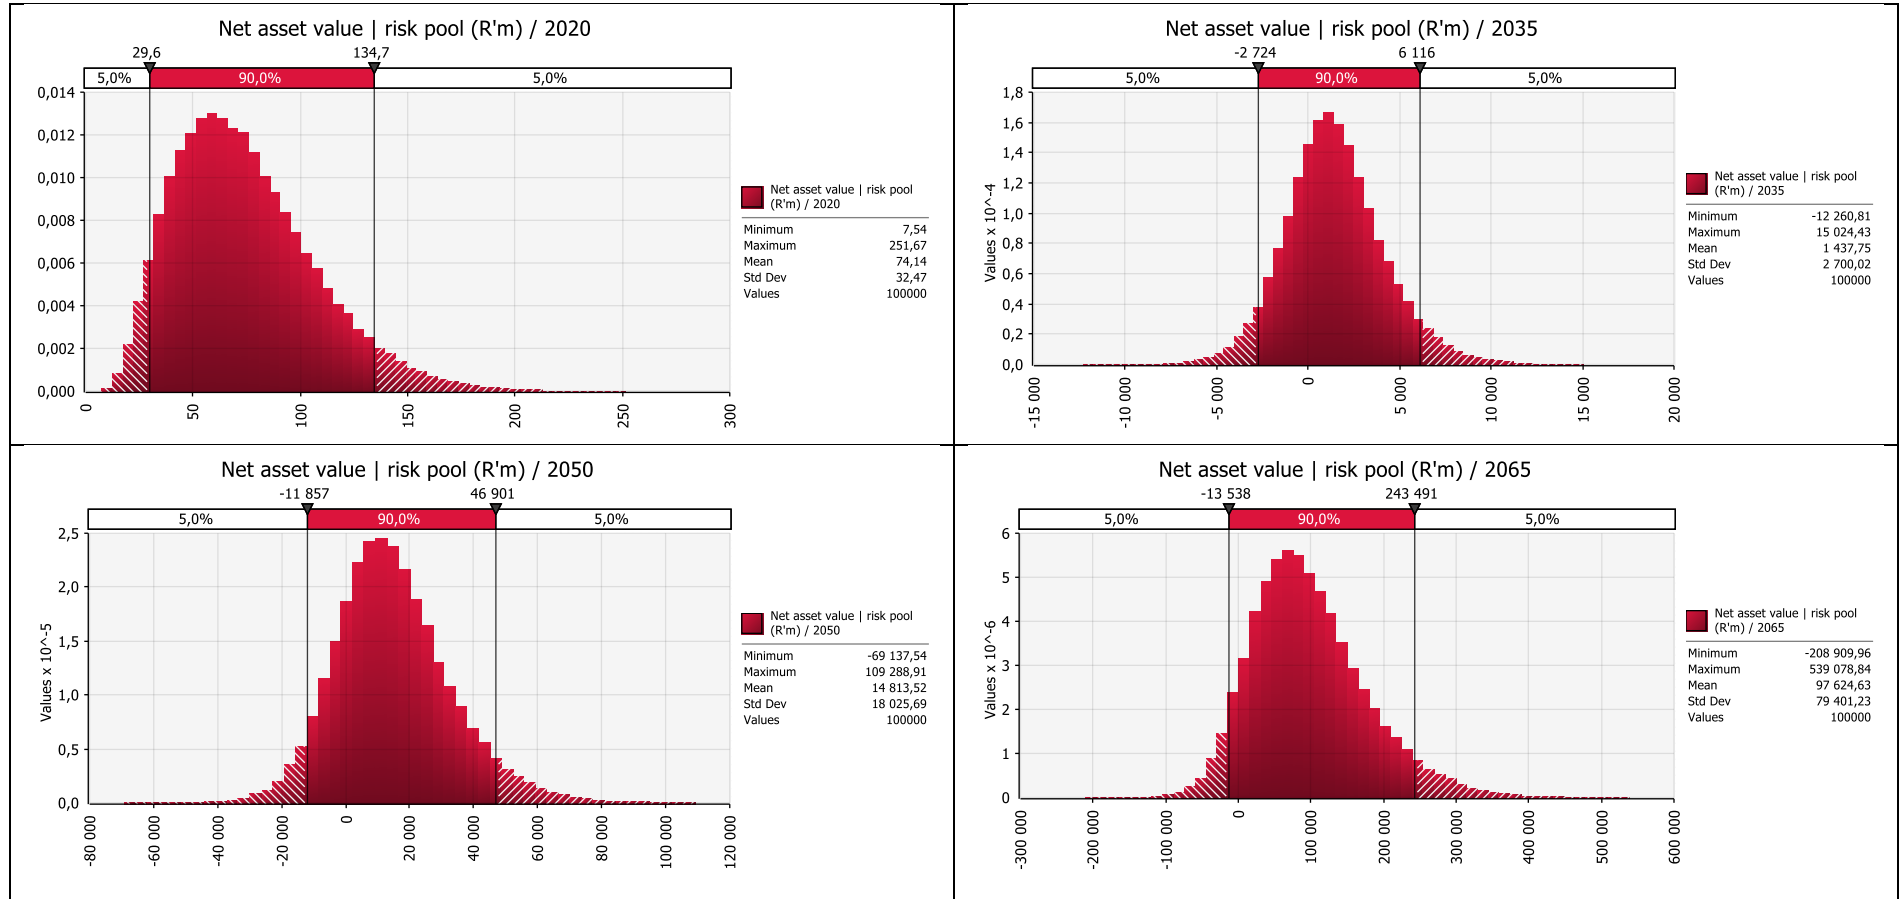 Net asset value | risk pool (R'm) / 2020
29,6 134,7
5,0% 90,0% 5,0%
0,014
0,012
0,010
0,008
0,006
0,004
0,002
0,000
0 50 100 150 200 250 300
Net asset value | risk pool
(R'm) / 2020
Minimum 7,54
Maximum 251,67
Mean 74,14
Std Dev 32,47
Values 100000
Net asset value | risk pool (R'm) / 2035
-2 724 6 116
5,0% 90,0% 5,0%
Values x 10^-4
1,8
1,6
1,4
1,2
1,0
0,8
0,6
0,4
0,2
0,0
-15 000 -10 000 -5 000 0 5 000 10 000 15 000 20 000
Net asset value | risk pool
(R'm) / 2035
Minimum -12 260,81
Maximum 15 024,43
Mean 1 437,75
Std Dev 2 700,02
Values 100000
Net asset value | risk pool (R'm) / 2050
-11 857 46 901
5,0% 90,0% 5,0%
Values x 10^-5
2,5
2,0
1,5
1,0
0,5
0,0
-80 000 -60 000 -40 000 -20 000 0 20 000 40 000 60 000 80 000 100 000 120 000
Net asset value | risk pool
(R'm) / 2050
Minimum -69 137,54
Maximum 109 288,91
Mean 14 813,52
Std Dev 18 025,69
Values 100000
Net asset value | risk pool (R'm) / 2065
-13 538 243 491
5,0% 90,0% 5,0%
Values x 10^-6
6
5
4
3
2
1
0
-300 000 -200 000 -100 000 0 100 000 200 000 300 000 400 000 500 000 600 000
Net asset value | risk pool
(R'm) / 2065
Minimum -208 909,96
Maximum 539 078,84
Mean 97 624,63
Std Dev 79 401,23
Values 100000